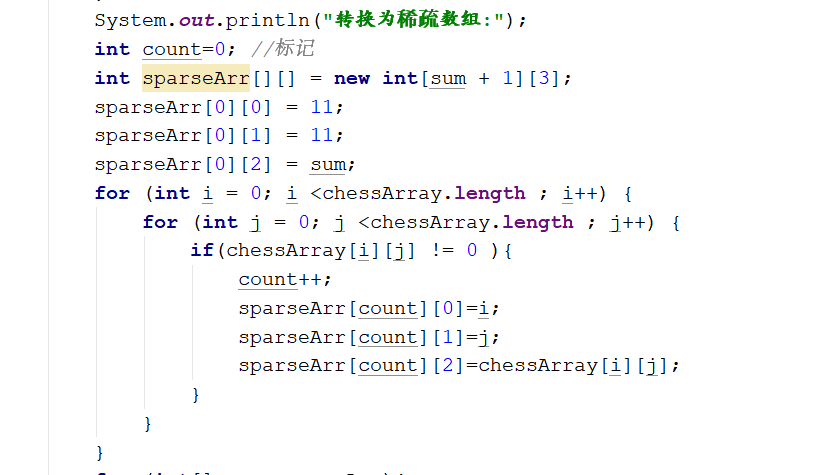 System.out.println("转换为稀疏数组:");
int count=0; //标记
int sparseArr[][] = new int[sum + 1][3];
sparseArr[0][0] = 11;
sparseArr[0][1] = 11;
sparseArr[0][2] = sum;
for (int i = 0; i <chessArray.length ; i++) {
for (int j = 0; j <chessArray.length ; j++) {
if(chessArray[i][j] != 0 ){
count++;
sparseArr[count][0]=i;
sparseArr[count][1]=j;
sparseArr[count][2]=chessArray[i][j];
}
}
}